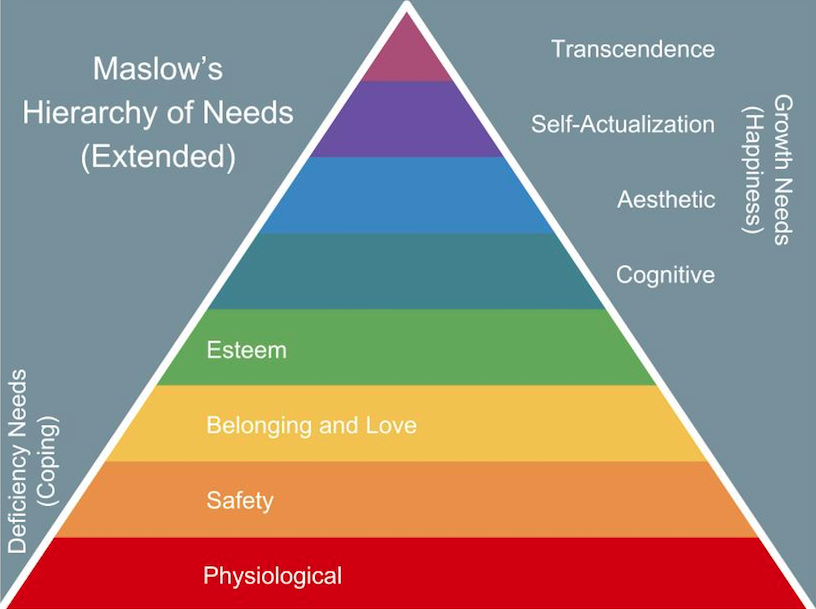 Maslow’s
Hierarchy of Needs
(Extended)
Transcendence
Self-Actualization
Aesthetic
Cognitive
Growth Needs
(Happiness)
Esteem
Belonging and Love
Safety
Physiological
Deficiency Needs
(Coping)